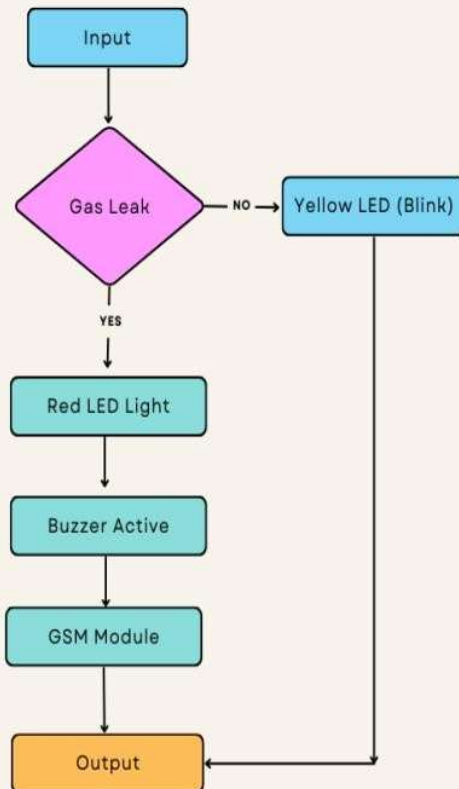 Input
Gas Leak
NO
Yellow LED (Blink)
YES
Red LED Light
Buzzer Active
GSM Module
Output